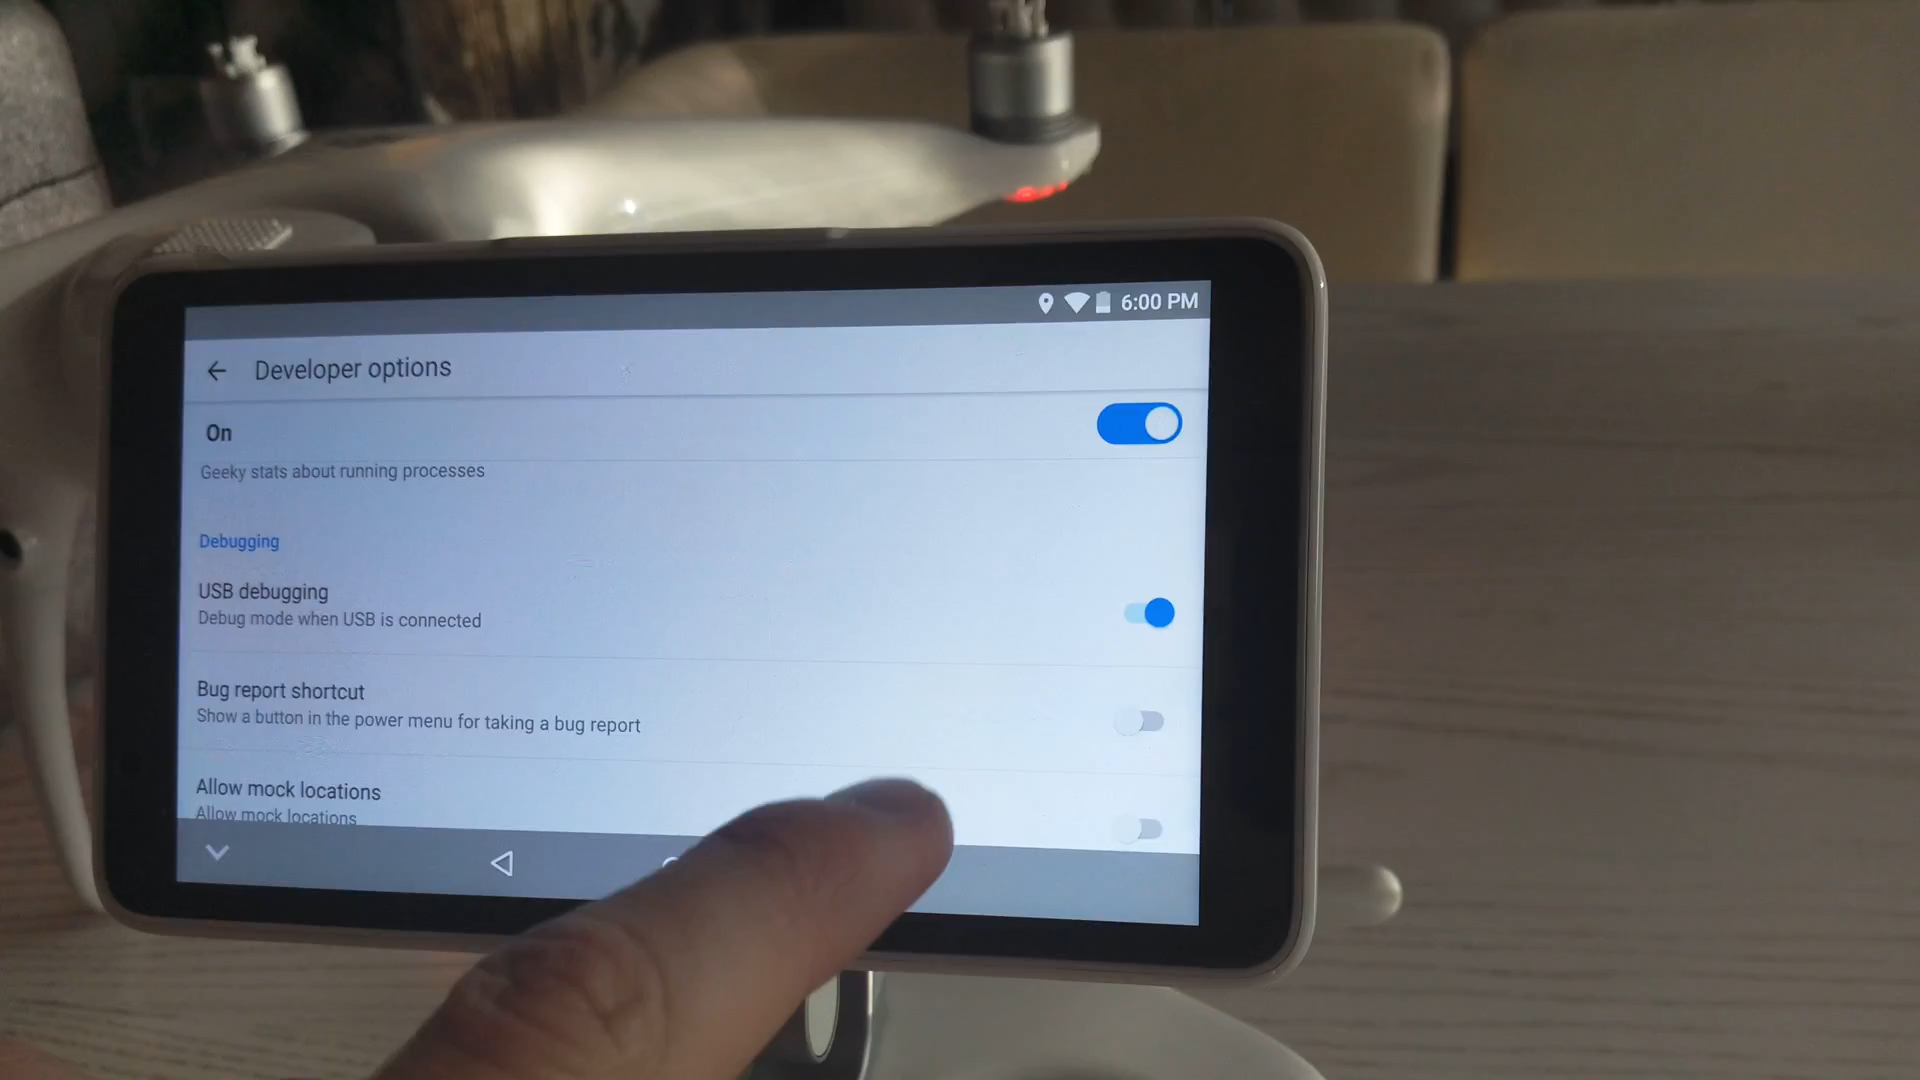 6:00 PM
Developer options
On
Geeky stats about running processes
Debugging
USB debugging
Debug mode when USB is connected
Bug report shortcut
Show a button in the power menu for taking a bug report
Allow mock locations
Allow mock locations